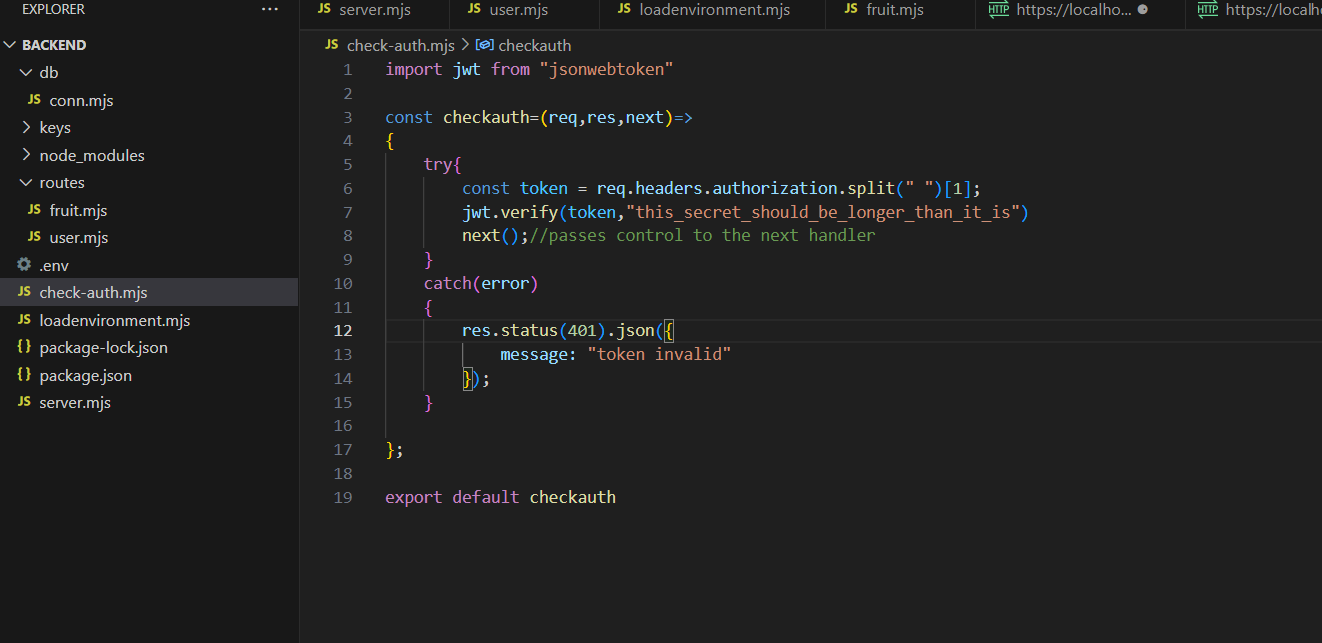 EXPLORER ...
JS server.mjs JS user.mjs JS loadenvironment.mjs JS fruit.mjs HTTP https://localho... HTTP https://localh
BACKEND
db
JS conn.mjs
keys
node_modules
routes
JS fruit.mjs
JS user.mjs
.env
JS check-auth.mjs
JS loadenvironment.mjs
{} package-lock.json
{} package.json
JS server.mjs
JS check-auth.mjs > checkauth
1 import jwt from "jsonwebtoken"
2
3 const checkauth=(req,res,next)=>
4 {
5 try{
6 const token = req.headers.authorization.split(" ")[1];
7 jwt.verify(token,"this_secret_should_be_longer_than_it_is")
8 next();//passes control to the next handler
9 }
10 catch(error)
11 {
12 res.status(401).json({
13 message: "token invalid"
14 });
15 }
16
17 };
18
19 export default checkauth